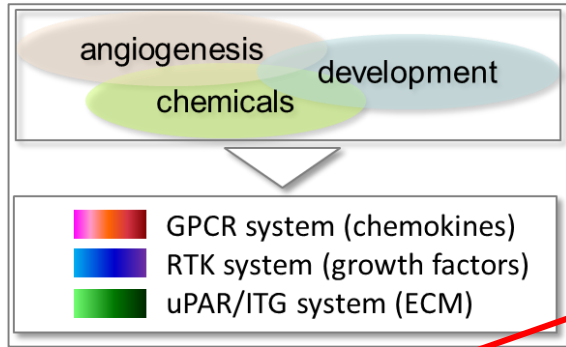 angiogenesis
development
chemicals
GPCR system (chemokines)
RTK system (growth factors)
uPAR/ITG system (ECM)